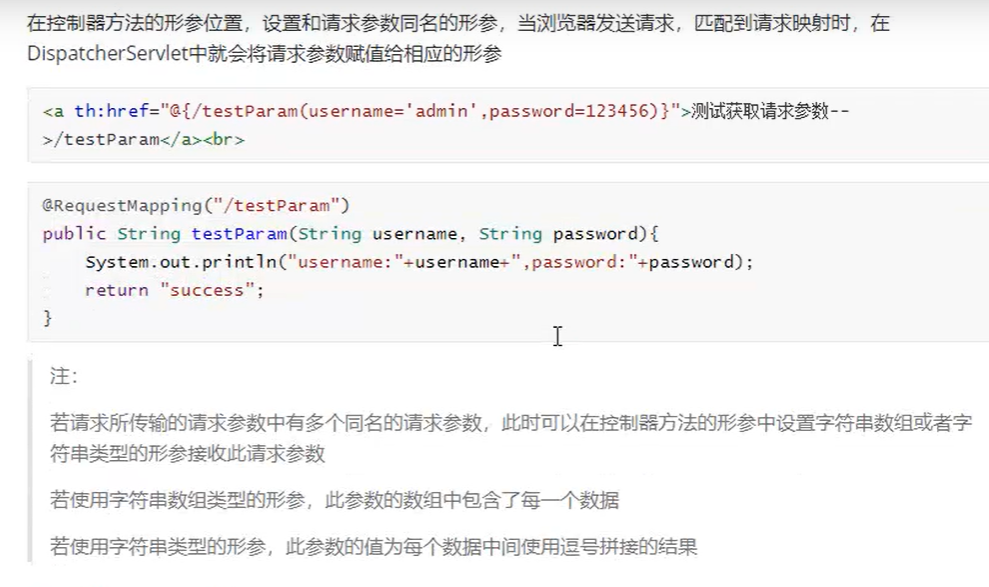 在控制器方法的形参位置，设置和请求参数同名的形参，当浏览器发送请求，匹配到请求映射时，在
DispatcherServlet中就会将请求参数赋值给相应的形参
<a th:href="@{/testParam(username='admin',password=123456)}">测试获取请求参数--
>/testParam</a><br>
@RequestMapping("/testParam")
public String testParam(String username, String password){
    System.out.println("username:"+username+",password:"+password);
    return "success";
}
注：
若请求所传输的请求参数中有多个同名的请求参数，此时可以在控制器方法的形参中设置字符串数组或者字
符串类型的形参接收此请求参数
若使用字符串数组类型的形参，此参数的数组中包含了每一个数据
若使用字符串类型的形参，此参数的值为每个数据中间使用逗号拼接的结果